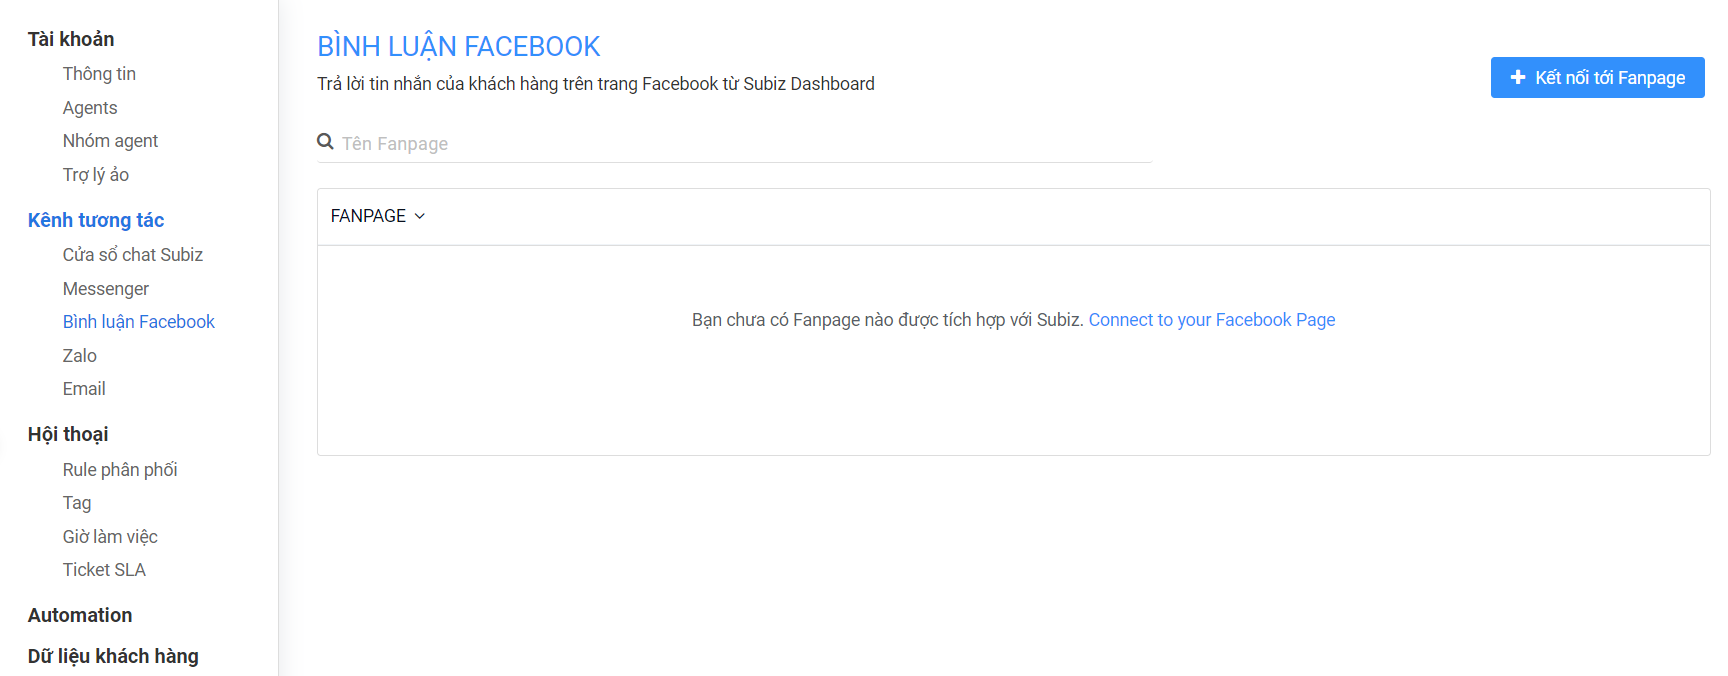 Tài khoản
Thông tin
Agents
Nhóm agent
Trợ lý ảo
Kênh tương tác
Cửa sổ chat Subiz
Messenger
Bình luận Facebook
Zalo
Email
Hội thoại
Rule phân phối
Tag
Giờ làm việc
Ticket SLA
Automation
Dữ liệu khách hàng
BÌNH LUẬN FACEBOOK
Trả lời tin nhắn của khách hàng trên trang Facebook từ Subiz Dashboard
Kết nối tới Fanpage
Tên Fanpage
FANPAGE
Bạn chưa có Fanpage nào được tích hợp với Subiz. Connect to your Facebook Page